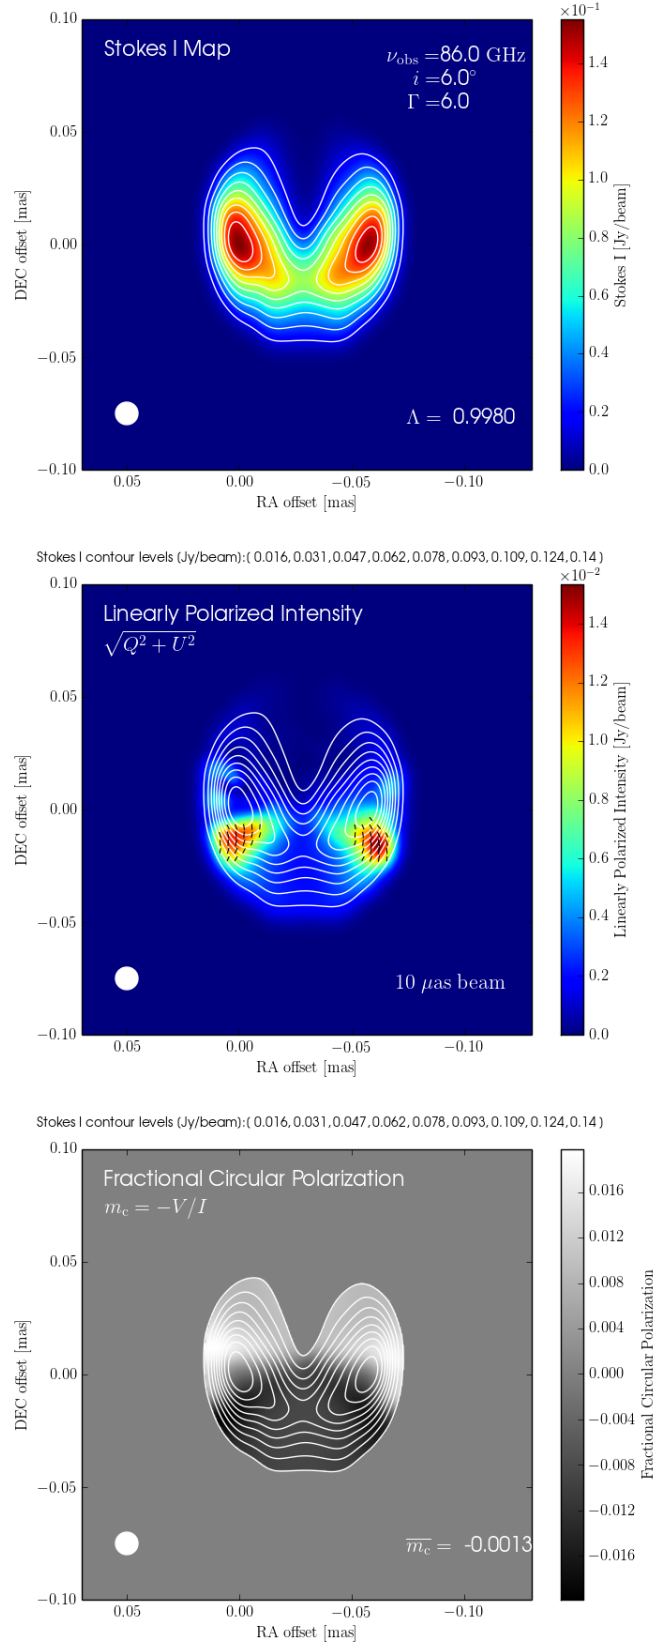 ×10⁻¹
0.10
Stokes I Map
ν_obs =86.0 GHz
i =6.0°
Γ =6.0
1.4
1.2
1.0
0.8
0.6
0.4
0.2
0.0
Stokes I [Jy/beam]
0.05
0.00
−0.05
−0.10
DEC offset [mas]
Λ = 0.9980
0.05 0.00 −0.05 −0.10
RA offset [mas]
Stokes I contour levels (Jy/beam):( 0.016, 0.031, 0.047, 0.062, 0.078, 0.093, 0.109, 0.124, 0.14 )
×10⁻²
0.10
Linearly Polarized Intensity
√Q² + U²
1.4
1.2
1.0
0.8
0.6
0.4
0.2
0.0
Linearly Polarized Intensity [Jy/beam]
0.05
0.00
−0.05
−0.10
DEC offset [mas]
10 μas beam
0.05 0.00 −0.05 −0.10
RA offset [mas]
Stokes I contour levels (Jy/beam):( 0.016, 0.031, 0.047, 0.062, 0.078, 0.093, 0.109, 0.124, 0.14 )
0.10
Fractional Circular Polarization
m_c = −V/I
0.016
0.012
0.008
0.004
0.000
−0.004
−0.008
−0.012
−0.016
Fractional Circular Polarization
0.05
0.00
−0.05
−0.10
DEC offset [mas]
m̅_c = -0.0013
0.05 0.00 −0.05 −0.10
RA offset [mas]